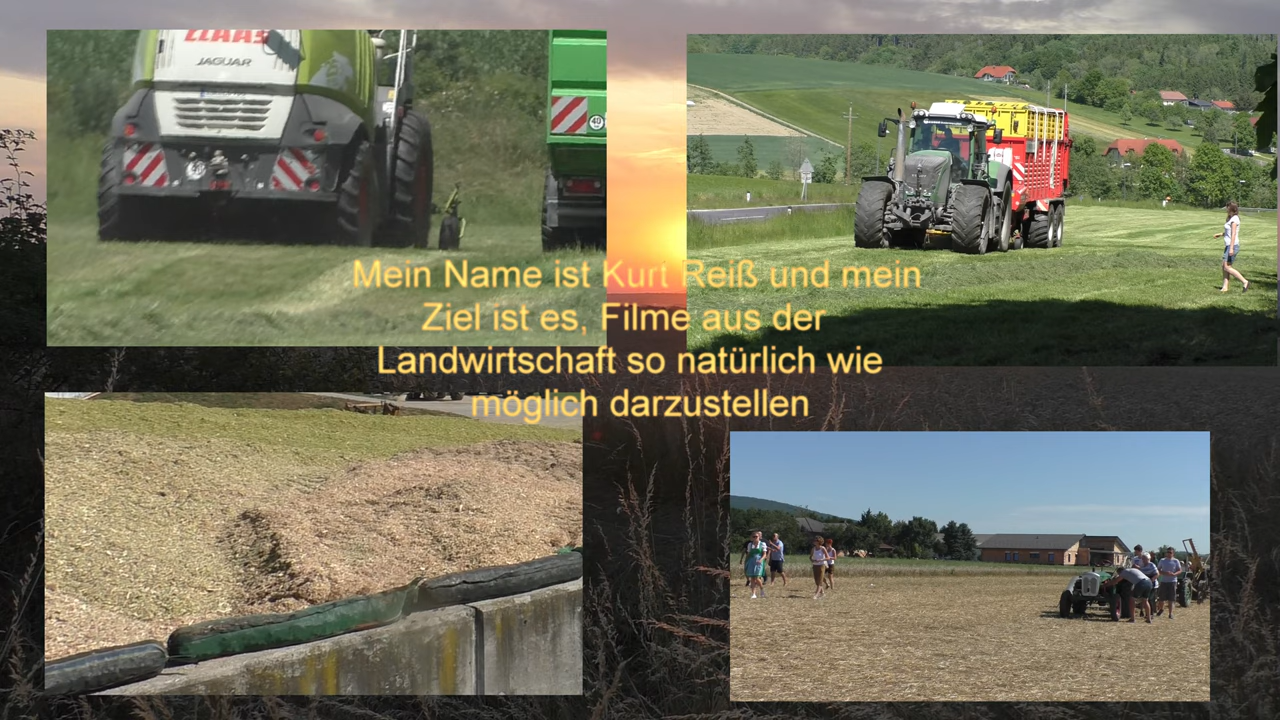 CLAAS
JAGUAR
40
Mein Name ist Kurt Reiß und mein
Ziel ist es, Filme aus der
Landwirtschaft so natürlich wie
möglich darzustellen